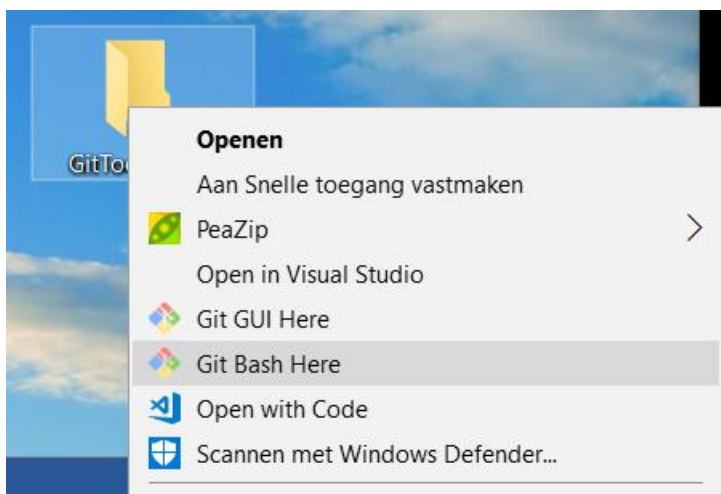 GitTo
Openen
Aan Snelle toegang vastmaken
PeaZip
Open in Visual Studio
Git GUI Here
Git Bash Here
Open with Code
Scannen met Windows Defender...